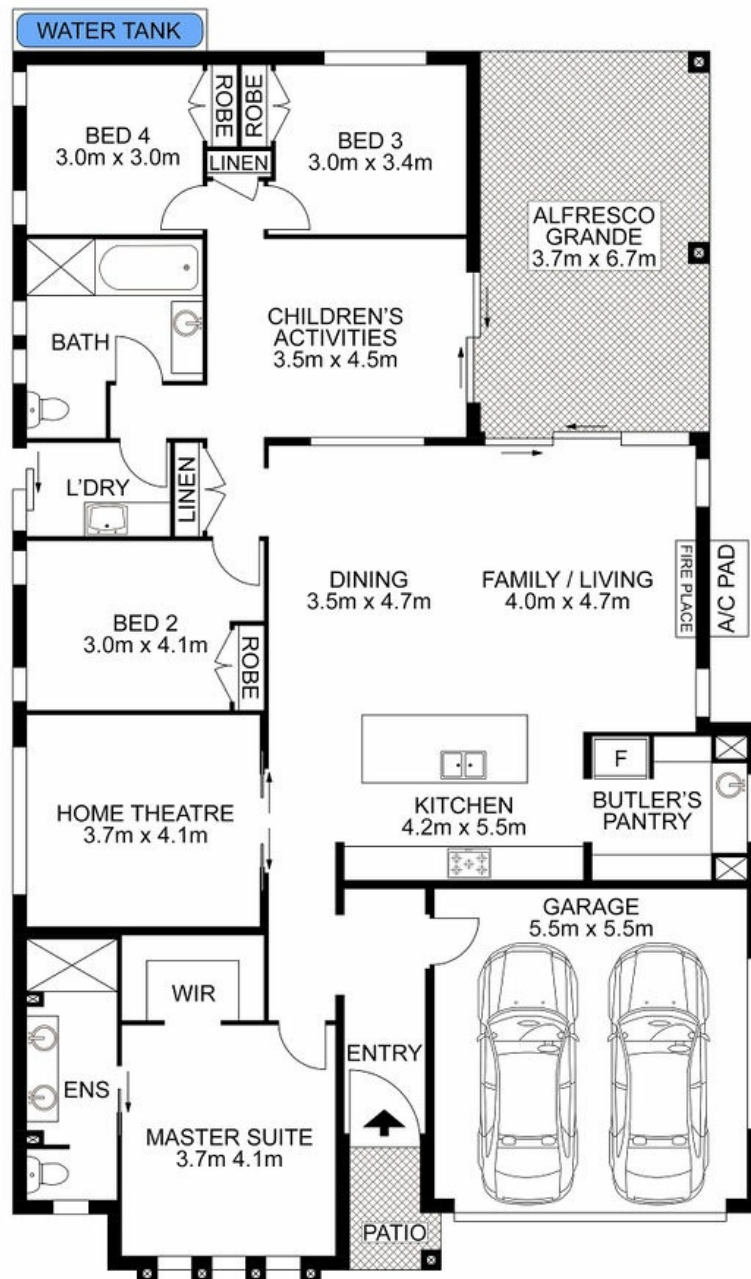 WATER TANK
BED 4
3.0m x 3.0m
ROBE
ROBE
BED 3
3.0m x 3.4m
LINEN
ALFRESCO
GRANDE
3.7m x 6.7m
CHILDREN'S
ACTIVITIES
3.5m x 4.5m
BATH
L'DRY
LINEN
DINING
3.5m x 4.7m
FAMILY / LIVING
4.0m x 4.7m
FIRE PLACE
A/C PAD
BED 2
3.0m x 4.1m
ROBE
HOME THEATRE
3.7m x 4.1m
KITCHEN
4.2m x 5.5m
F
BUTLER'S
PANTRY
GARAGE
5.5m x 5.5m
WIR
ENTRY
ENS
MASTER SUITE
3.7m 4.1m
PATIO